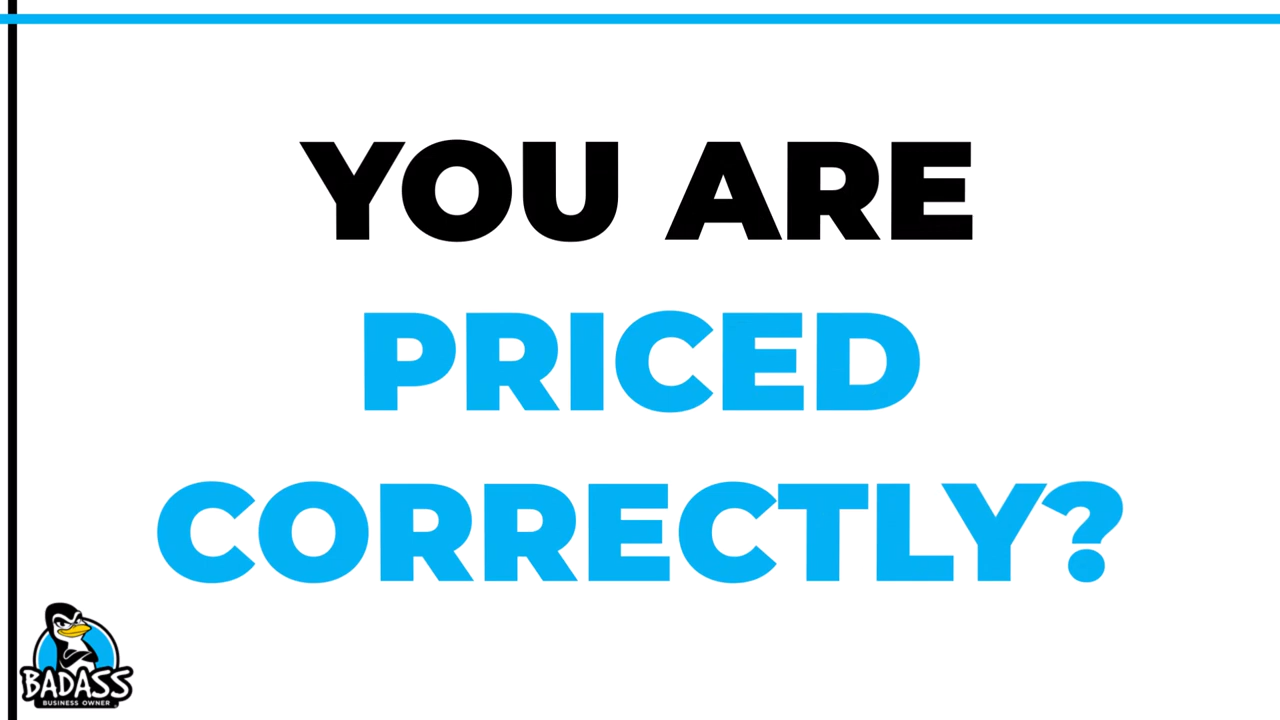 YOU ARE
PRICED
CORRECTLY?
BADASS
BUSINESS OWNER